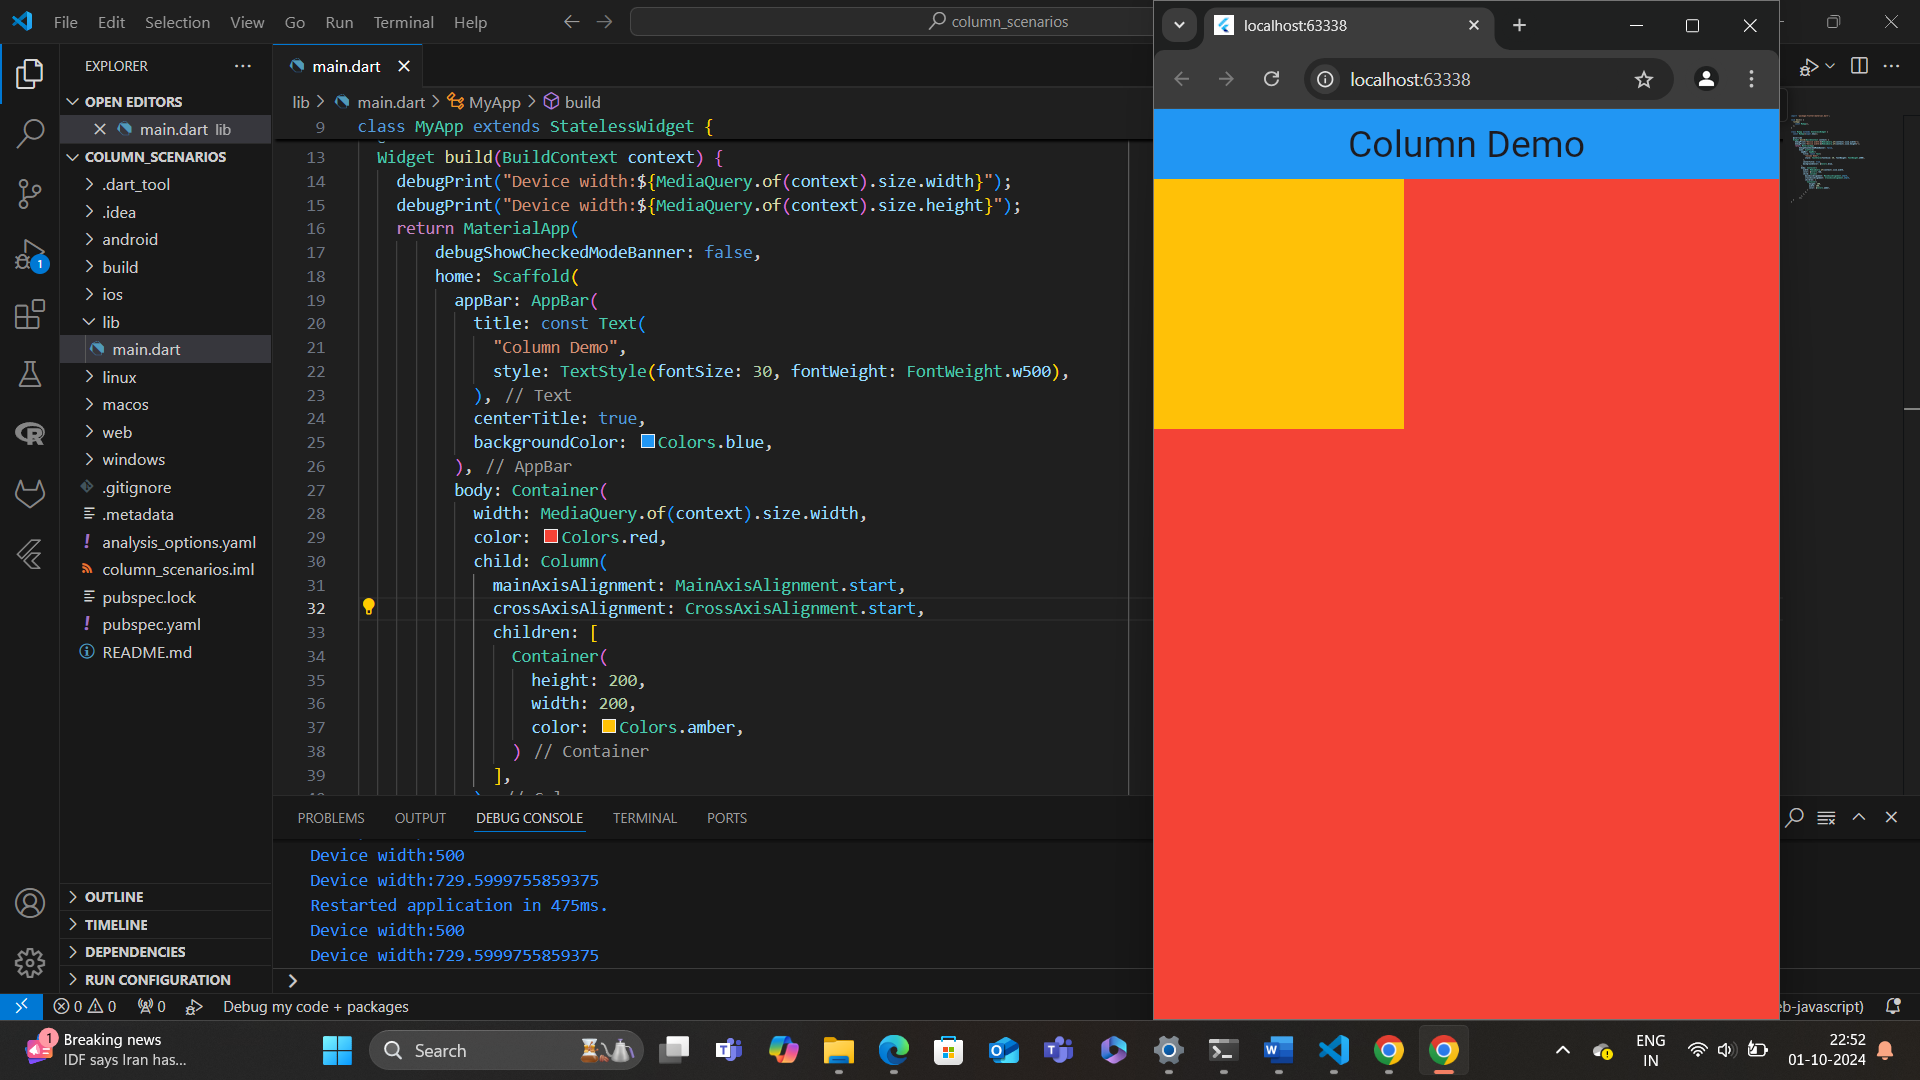 File Edit Selection View Go Run Terminal Help
column_scenarios
localhost:63338
localhost:63338
EXPLORER
main.dart
OPEN EDITORS
main.dart lib
COLUMN_SCENARIOS
.dart_tool
.idea
android
build
ios
lib
main.dart
linux
macos
web
windows
.gitignore
.metadata
analysis_options.yaml
column_scenarios.iml
pubspec.lock
pubspec.yaml
README.md
OUTLINE
TIMELINE
DEPENDENCIES
RUN CONFIGURATION
lib > main.dart > MyApp > build
9 class MyApp extends StatelessWidget {
13 Widget build(BuildContext context) {
14 debugPrint("Device width:${MediaQuery.of(context).size.width}");
15 debugPrint("Device width:${MediaQuery.of(context).size.height}");
16 return MaterialApp(
17 debugShowCheckedModeBanner: false,
18 home: Scaffold(
19 appBar: AppBar(
20 title: const Text(
21 "Column Demo",
22 style: TextStyle(fontSize: 30, fontWeight: FontWeight.w500),
23 ), // Text
24 centerTitle: true,
25 backgroundColor: Colors.blue,
26 ), // AppBar
27 body: Container(
28 width: MediaQuery.of(context).size.width,
29 color: Colors.red,
30 child: Column(
31 mainAxisAlignment: MainAxisAlignment.start,
32 crossAxisAlignment: CrossAxisAlignment.start,
33 children: [
34 Container(
35 height: 200,
36 width: 200,
37 color: Colors.amber,
38 ) // Container
39 ],
Column Demo
PROBLEMS OUTPUT DEBUG CONSOLE TERMINAL PORTS
Device width:500
Device width:729.5999755859375
Restarted application in 475ms.
Device width:500
Device width:729.5999755859375
1
0 0 0 Debug my code + packages
b-javascript)
1 Breaking news
IDF says Iran has...
Search
ENG
IN
22:52
01-10-2024